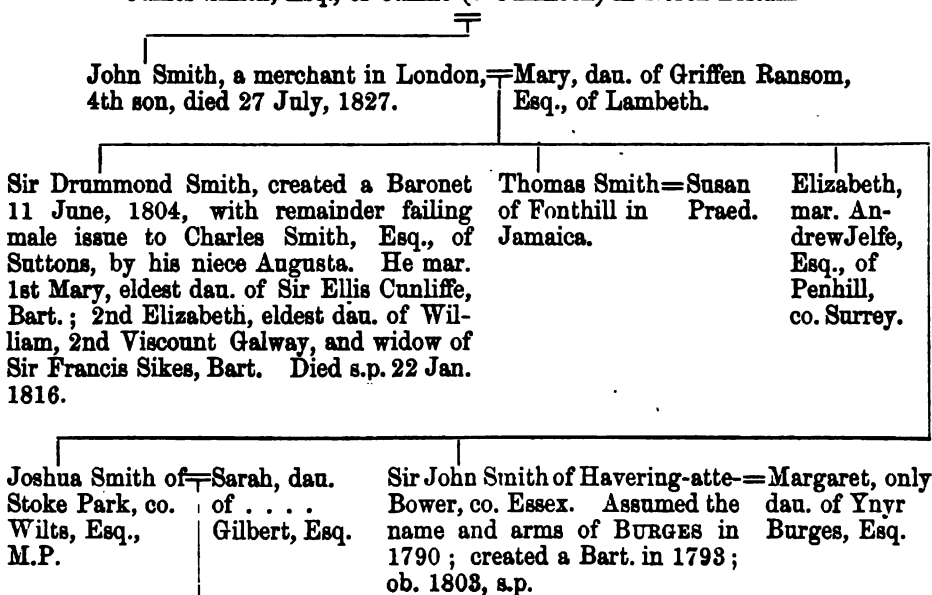 John Smith, a merchant in London,
4th son, died 27 July, 1827.
Mary, dau. of Griffen Ransom,
Esq., of Lambeth.
Sir Drummond Smith, created a Baronet
11 June, 1804, with remainder failing
male issue to Charles Smith, Esq., of
Suttons, by his niece Augusta. He mar.
1st Mary, eldest dau. of Sir Ellis Cunliffe,
Bart.; 2nd Elizabeth, eldest dau. of Wil-
liam, 2nd Viscount Galway, and widow of
Sir Francis Sikes, Bart. Died s.p. 22 Jan.
1816.
Thomas Smith=Susan
of Fonthill in Praed.
Jamaica.
Elizabeth,
mar. An-
drewJelfe,
Esq., of
Penhill,
co. Surrey.
Joshua Smith of
Stoke Park, co.
Wilts, Esq.,
M.P.
Sarah, dau.
of . . . .
Gilbert, Esq.
Sir John Smith of Havering-atte-
Bower, co. Essex. Assumed the
name and arms of BURGES in
1790; created a Bart. in 1793;
ob. 1803, s.p.
=Margaret, only
dau. of Ynyr
Burges, Esq.